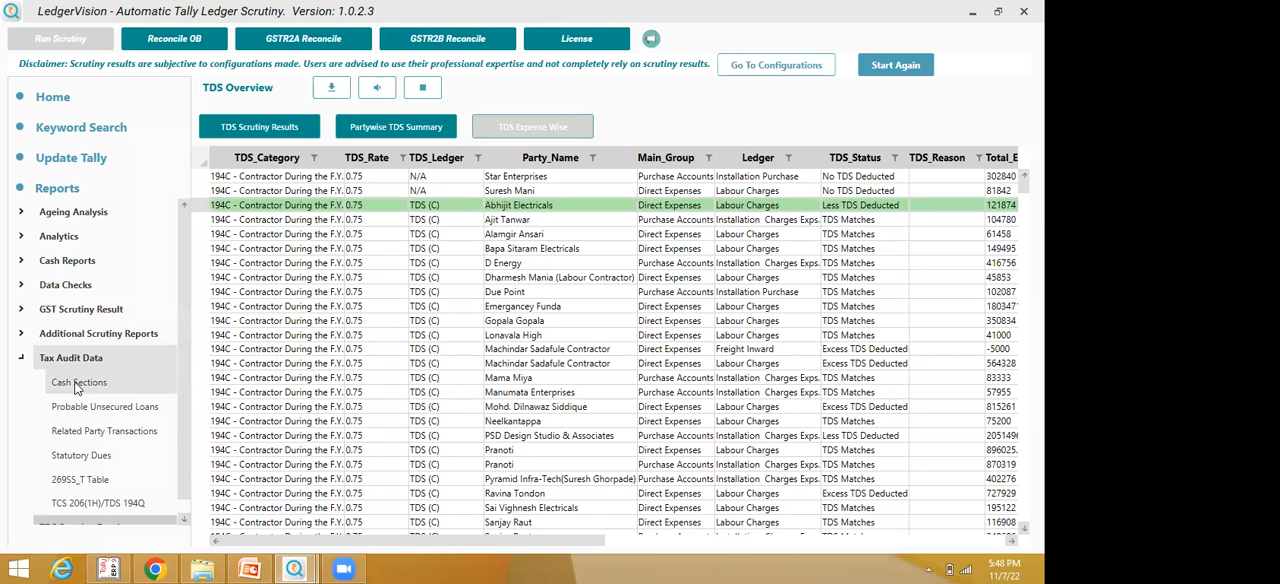 LedgerVision - Automatic Tally Ledger Scrutiny. Version: 1.0.2.3
Run Scrutiny Reconcile OB GSTR2A Reconcile GSTR2B Reconcile License
Disclaimer: Scrutiny results are subjective to configurations made. Users are advised to use their professional expertise and not completely rely on scrutiny results. Go To Configurations Start Again
Home
Keyword Search
Update Tally
Reports
Ageing Analysis
Analytics
Cash Reports
Data Checks
GST Scrutiny Result
Additional Scrutiny Reports
Tax Audit Data
Cash Sections
Probable Unsecured Loans
Related Party Transactions
Statutory Dues
269SS_T Table
TCS 206(1H)/TDS 194Q
TDS Overview
TDS Scrutiny Results Partywise TDS Summary TDS Expense Wise
TDS_Category TDS_Rate TDS_Ledger Party_Name Main_Group Ledger TDS_Status TDS_Reason Total_E
194C - Contractor During the F.Y. 0.75 N/A Star Enterprises Purchase Accounts Installation Purchase No TDS Deducted 302840
194C - Contractor During the F.Y. 0.75 N/A Suresh Mani Direct Expenses Labour Charges No TDS Deducted 81842
194C - Contractor During the F.Y. 0.75 TDS (C) Abhijit Electricals Direct Expenses Labour Charges Less TDS Deducted 121874
194C - Contractor During the F.Y. 0.75 TDS (C) Ajit Tanwar Purchase Accounts Installation Charges Exps. TDS Matches 104780
194C - Contractor During the F.Y. 0.75 TDS (C) Alamgir Ansari Direct Expenses Labour Charges TDS Matches 61458
194C - Contractor During the F.Y. 0.75 TDS (C) Bapa Sitaram Electricals Direct Expenses Labour Charges TDS Matches 149495
194C - Contractor During the F.Y. 0.75 TDS (C) D Energy Purchase Accounts Installation Charges Exps. TDS Matches 416756
194C - Contractor During the F.Y. 0.75 TDS (C) Dharmesh Mania (Labour Contractor) Direct Expenses Labour Charges TDS Matches 45853
194C - Contractor During the F.Y. 0.75 TDS (C) Due Point Purchase Accounts Installation Purchase TDS Matches 102087
194C - Contractor During the F.Y. 0.75 TDS (C) Emergancey Funda Direct Expenses Labour Charges TDS Matches 180347
194C - Contractor During the F.Y. 0.75 TDS (C) Gopala Gopala Direct Expenses Labour Charges TDS Matches 350834
194C - Contractor During the F.Y. 0.75 TDS (C) Lonavala High Direct Expenses Labour Charges TDS Matches 41000
194C - Contractor During the F.Y. 0.75 TDS (C) Machindar Sadafule Contractor Direct Expenses Freight Inward Excess TDS Deducted -5000
194C - Contractor During the F.Y. 0.75 TDS (C) Machindar Sadafule Contractor Direct Expenses Labour Charges Excess TDS Deducted 564328
194C - Contractor During the F.Y. 0.75 TDS (C) Mama Miya Purchase Accounts Installation Charges Exps. TDS Matches 83333
194C - Contractor During the F.Y. 0.75 TDS (C) Manumata Enterprises Purchase Accounts Installation Charges Exps. TDS Matches 57955
194C - Contractor During the F.Y. 0.75 TDS (C) Mohd. Dilnawaz Siddique Direct Expenses Labour Charges Excess TDS Deducted 815261
194C - Contractor During the F.Y. 0.75 TDS (C) Neelkantappa Direct Expenses Labour Charges TDS Matches 75200
194C - Contractor During the F.Y. 0.75 TDS (C) PSD Design Studio & Associates Purchase Accounts Installation Charges Exps. Less TDS Deducted 2051496
194C - Contractor During the F.Y. 0.75 TDS (C) Pranoti Direct Expenses Labour Charges TDS Matches 896025.
194C - Contractor During the F.Y. 0.75 TDS (C) Pranoti Purchase Accounts Installation Charges Exps. TDS Matches 870319
194C - Contractor During the F.Y. 0.75 TDS (C) Pyramid Infra-Tech(Suresh Ghorpade) Purchase Accounts Installation Charges Exps. TDS Matches 402276
194C - Contractor During the F.Y. 0.75 TDS (C) Ravina Tondon Direct Expenses Labour Charges Excess TDS Deducted 727929
194C - Contractor During the F.Y. 0.75 TDS (C) Sai Vighnesh Electricals Direct Expenses Labour Charges TDS Matches 195122
194C - Contractor During the F.Y. 0.75 TDS (C) Sanjay Raut Direct Expenses Labour Charges TDS Matches 116908
5:48 PM
11/7/22